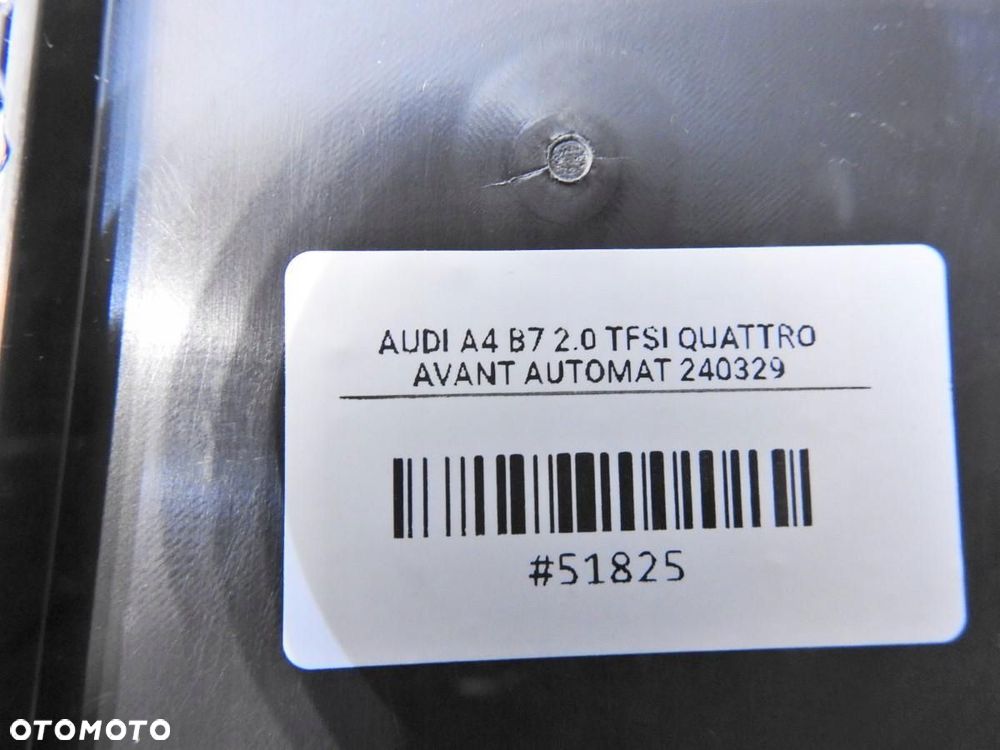 AUDI A4 B7 2.0 TFSI QUATTRO
AVANT AUTOMAT 240329
#51825
OTOMOTO